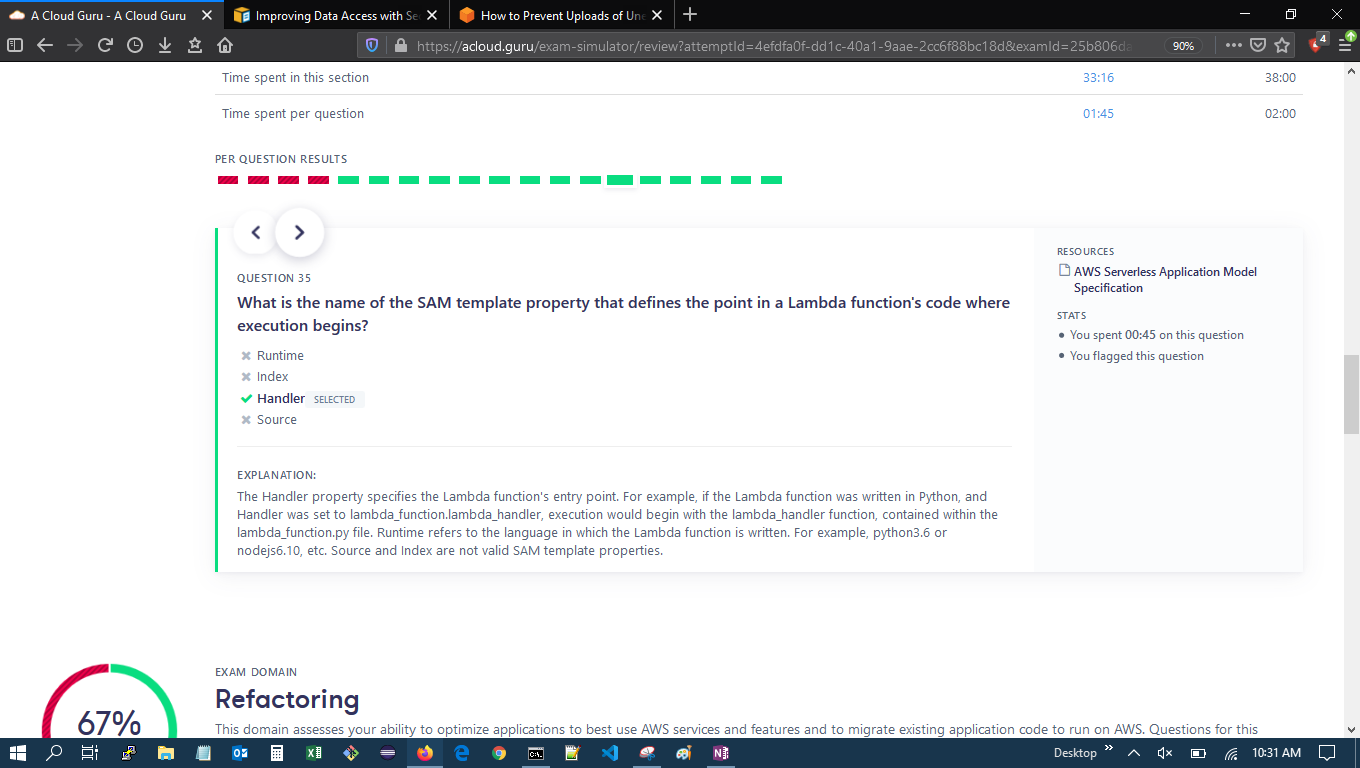 A Cloud Guru - A Cloud Guru
Improving Data Access with Se
How to Prevent Uploads of Une
https://acloud.guru/exam-simulator/review?attemptId=4efdfa0f-dd1c-40a1-9aae-2cc6f88bc18d&examId=25b806da
90%
4
Time spent in this section 33:16 38:00
Time spent per question 01:45 02:00
PER QUESTION RESULTS
QUESTION 35
What is the name of the SAM template property that defines the point in a Lambda function's code where
execution begins?
Runtime
Index
Handler SELECTED
Source
EXPLANATION:
The Handler property specifies the Lambda function's entry point. For example, if the Lambda function was written in Python, and
Handler was set to lambda_function.lambda_handler, execution would begin with the lambda_handler function, contained within the
lambda_function.py file. Runtime refers to the language in which the Lambda function is written. For example, python3.6 or
nodejs6.10, etc. Source and Index are not valid SAM template properties.
RESOURCES
AWS Serverless Application Model
Specification
STATS
You spent 00:45 on this question
You flagged this question
67%
EXAM DOMAIN
Refactoring
This domain assesses your ability to optimize applications to best use AWS services and features and to migrate existing application code to run on AWS. Questions for this
Desktop
10:31 AM